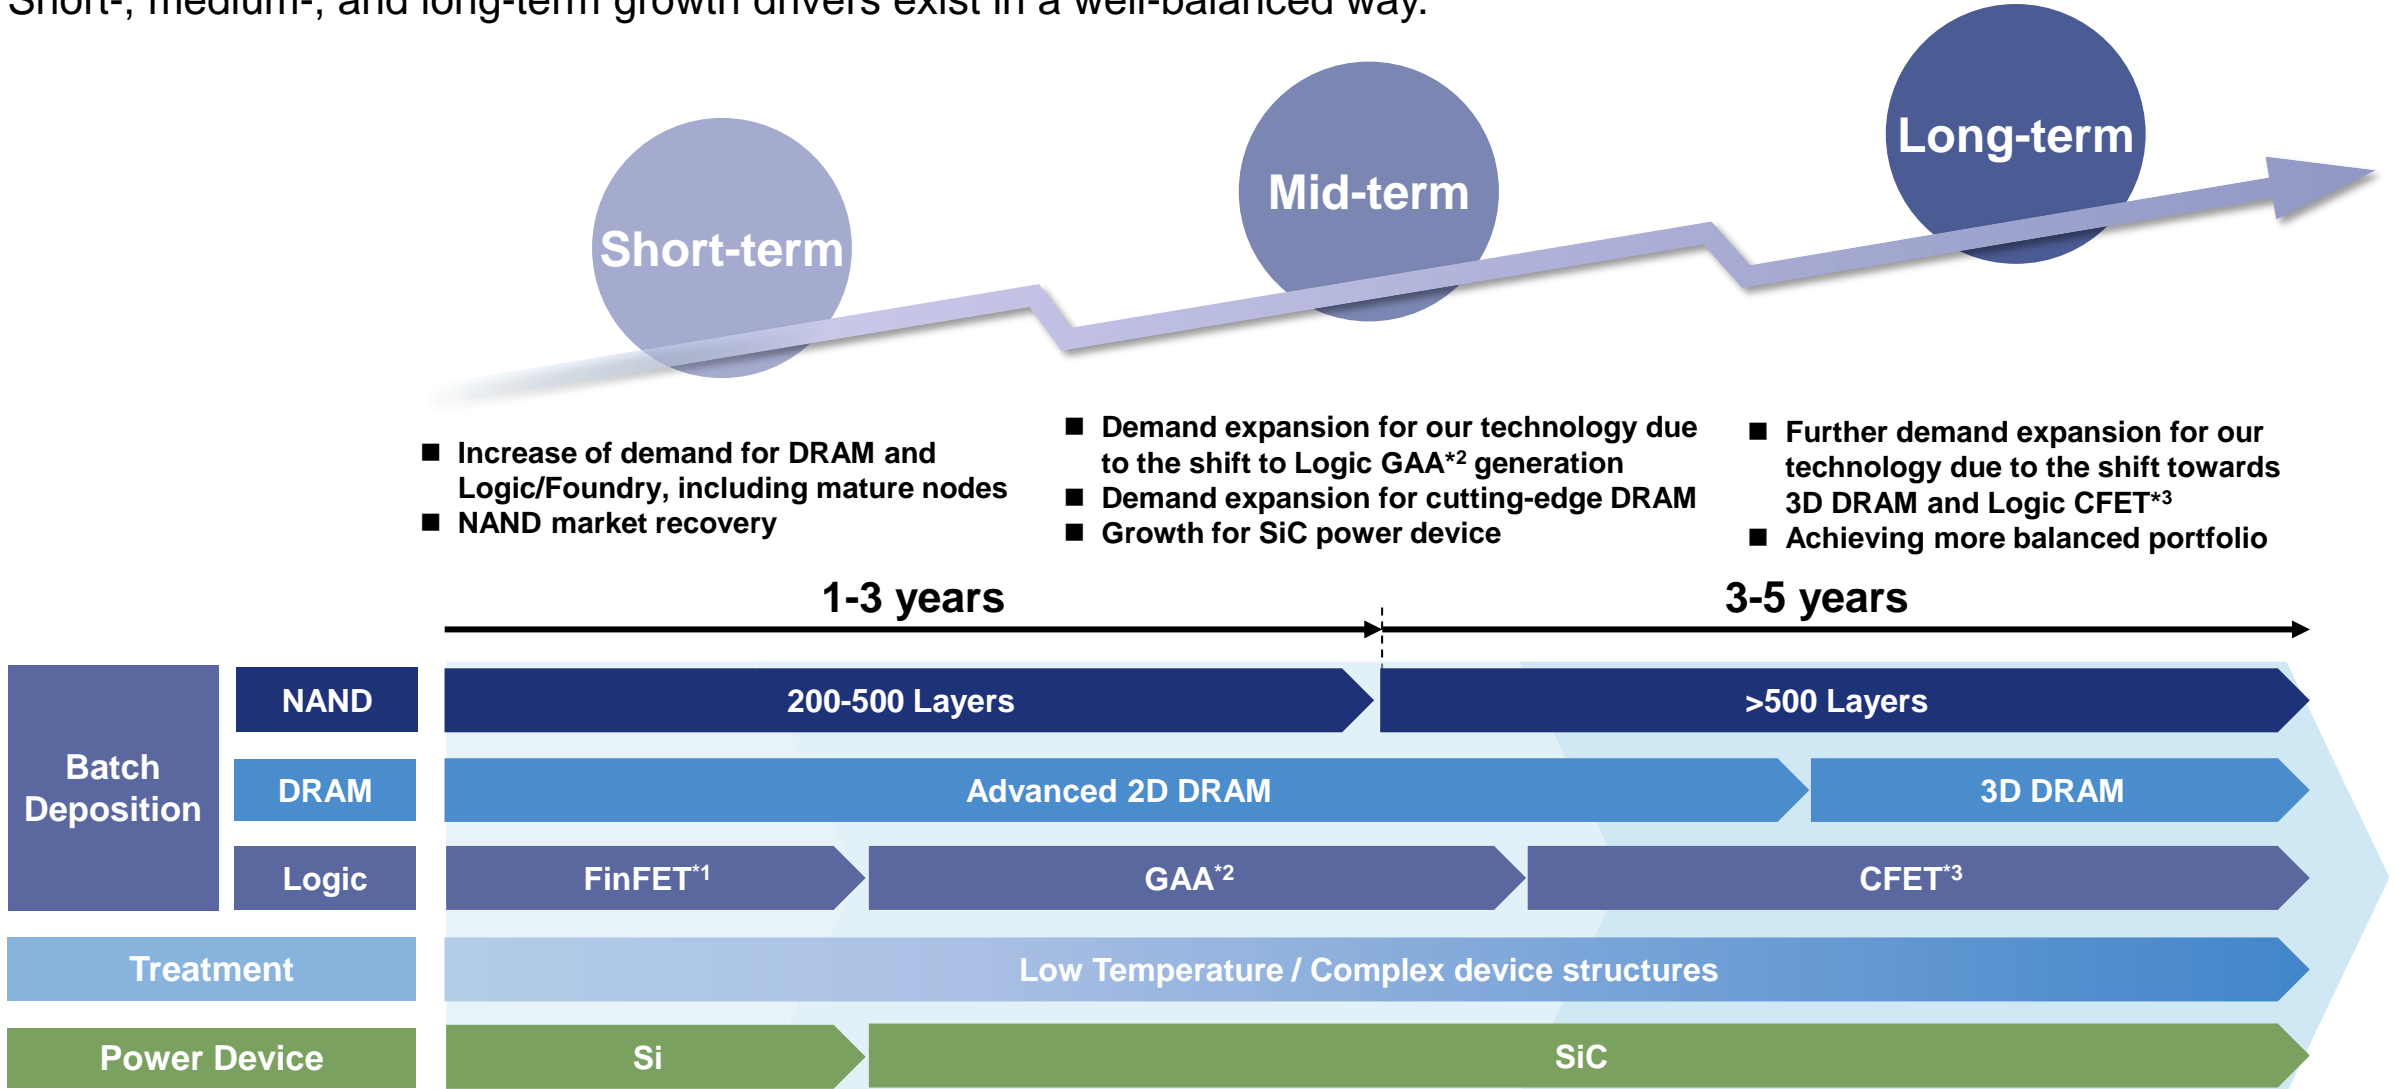 Short-, medium-, and long-term growth drivers exist in a well-balanced way.
Short-term
Mid-term
Long-term
■ Increase of demand for DRAM and
Logic/Foundry, including mature nodes
■ NAND market recovery
■ Demand expansion for our technology due
to the shift to Logic GAA*2 generation
■ Demand expansion for cutting-edge DRAM
■ Growth for SiC power device
■ Further demand expansion for our
technology due to the shift towards
3D DRAM and Logic CFET*3
■ Achieving more balanced portfolio
1-3 years
3-5 years
Batch
Deposition
NAND
200-500 Layers
>500 Layers
DRAM
Advanced 2D DRAM
3D DRAM
Logic
FinFET*1
GAA*2
CFET*3
Treatment
Low Temperature / Complex device structures
Power Device
Si
SiC